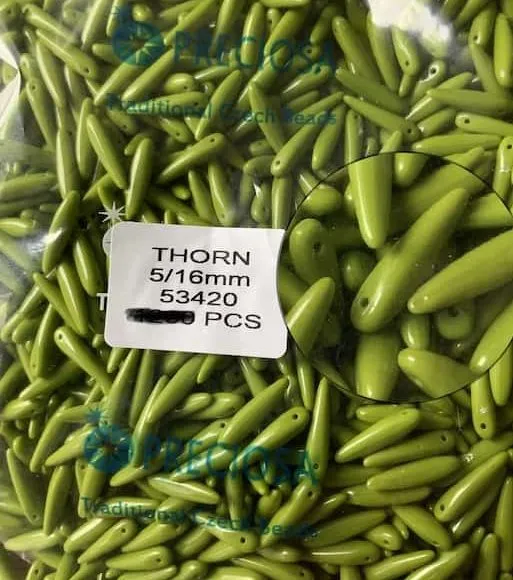 PRECIOSA
Traditional Czech Beads
THORN
5/16mm
53420
PCS
PRECIOSA
Traditional Czech Beads